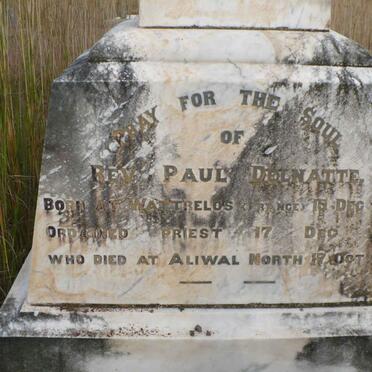 PRAY FOR THE SOUL
OF
REV. PAUL DELNATTE
BORN AT WATTRELOS (FRANCE) 15 DEC
ORDAINED PRIEST 17 DEC
WHO DIED AT ALIWAL NORTH 17 OCT